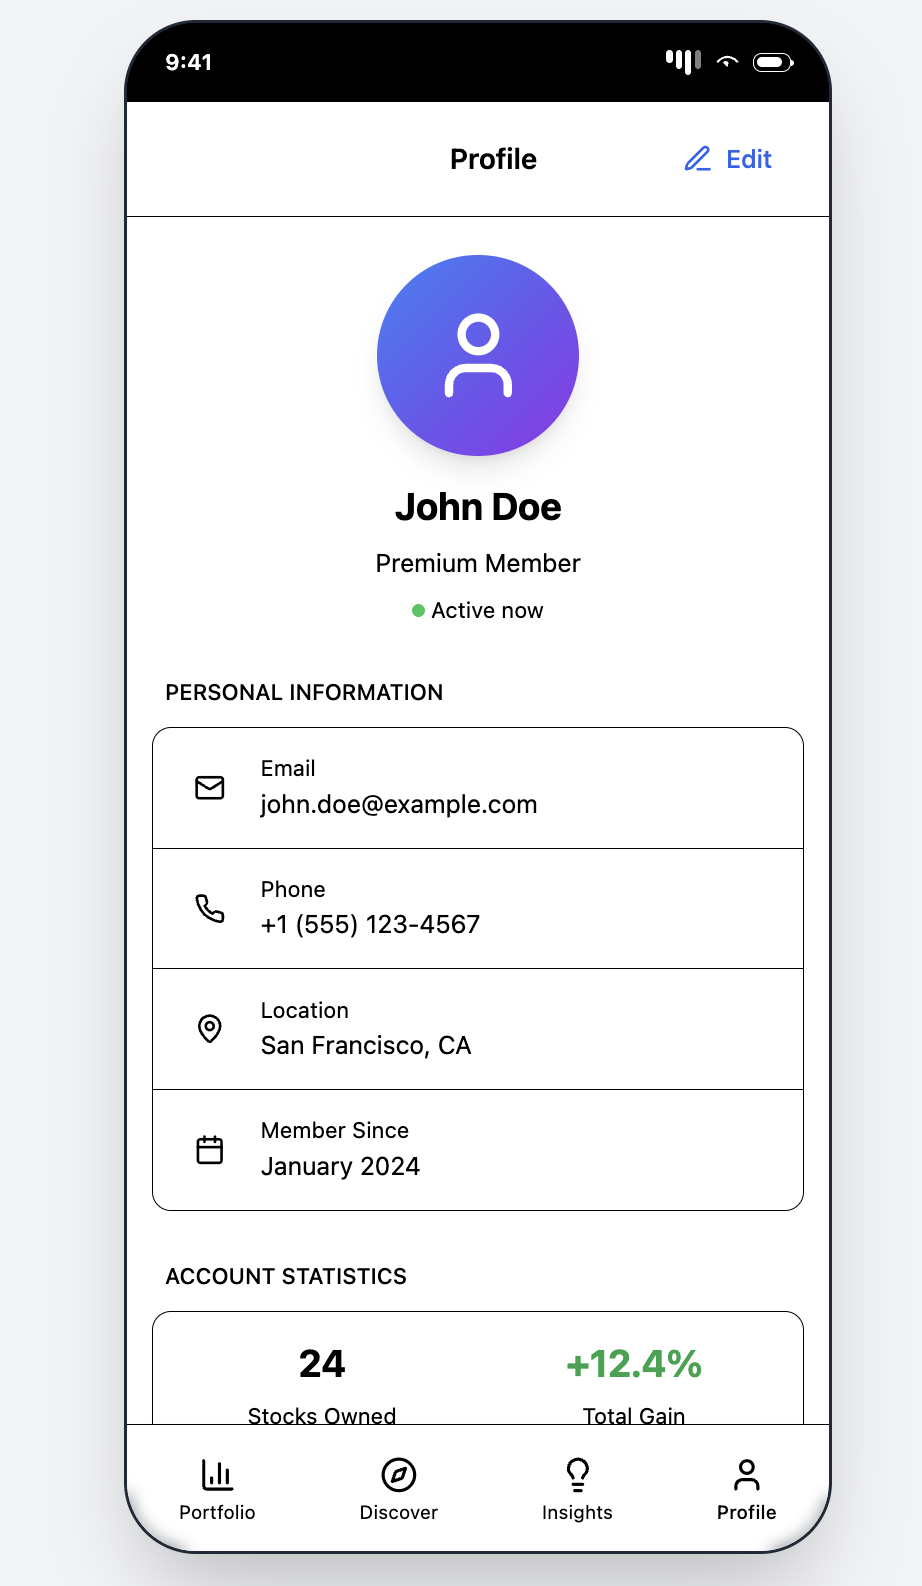 9:41
Profile
Edit
John Doe
Premium Member
Active now
PERSONAL INFORMATION
Email
john.doe@example.com
Phone
+1 (555) 123-4567
Location
San Francisco, CA
Member Since
January 2024
ACCOUNT STATISTICS
24
Stocks Owned
+12.4%
Total Gain
Portfolio
Discover
Insights
Profile